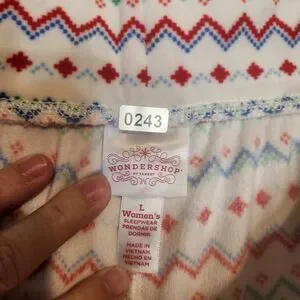 0243
WONDERSHOP
BY TARGET
L
Women's
SLEEPWEAR
PRENDAS DE
DORMIR
MADE IN
VIETNAM
HECHO EN
VIETNAM